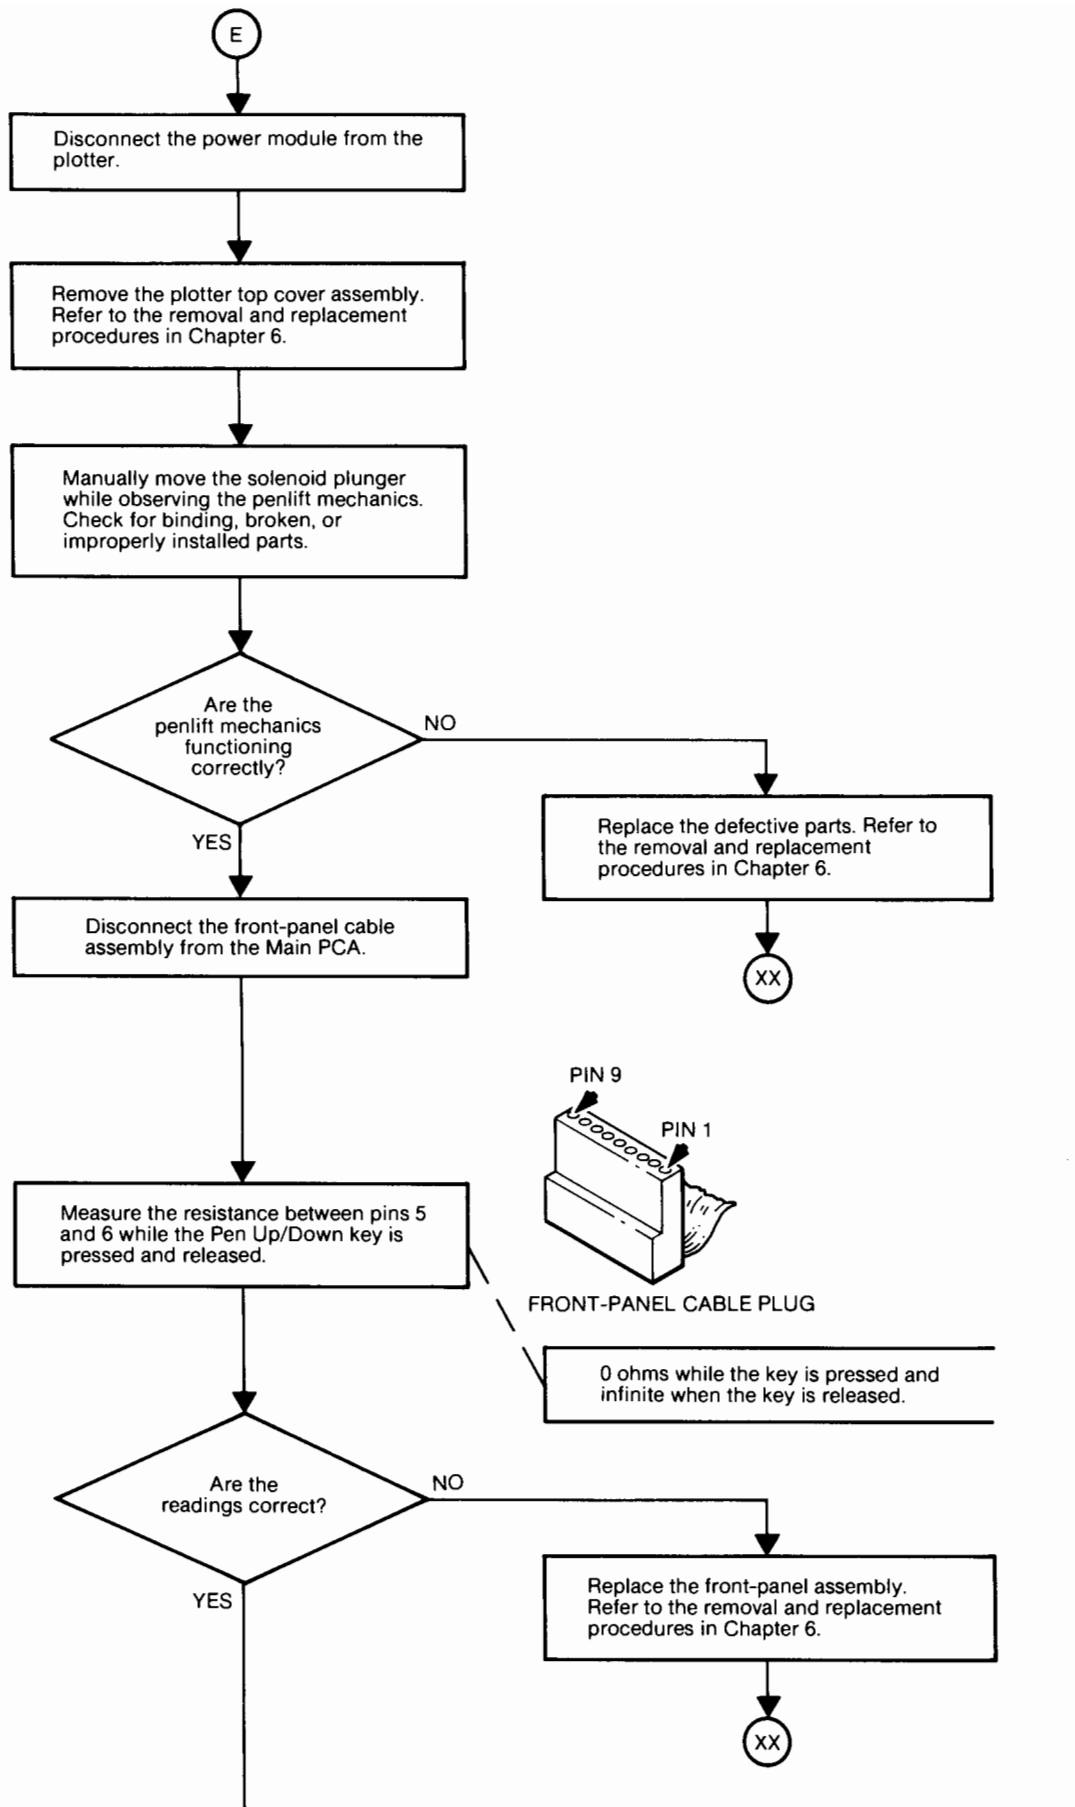 E
Disconnect the power module from the
plotter.
Remove the plotter top cover assembly.
Refer to the removal and replacement
procedures in Chapter 6.
Manually move the solenoid plunger
while observing the penlift mechanics.
Check for binding, broken, or
improperly installed parts.
Are the
penlift mechanics
functioning
correctly?
NO
YES
Replace the defective parts. Refer to
the removal and replacement
procedures in Chapter 6.
XX
Disconnect the front-panel cable
assembly from the Main PCA.
PIN 9
PIN 1
FRONT-PANEL CABLE PLUG
Measure the resistance between pins 5
and 6 while the Pen Up/Down key is
pressed and released.
0 ohms while the key is pressed and
infinite when the key is released.
Are the
readings correct?
NO
YES
Replace the front-panel assembly.
Refer to the removal and replacement
procedures in Chapter 6.
XX